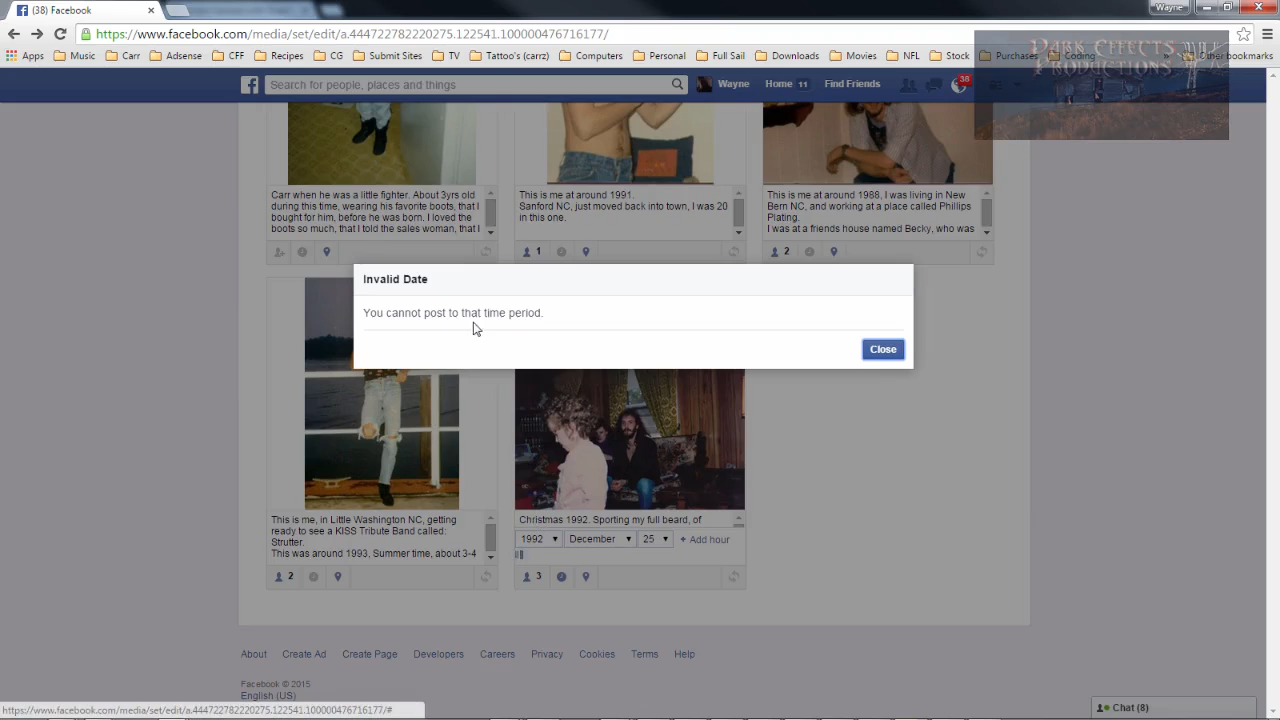 (38) Facebook
Wayne
https://www.facebook.com/media/set/edit/a.444722782220275.122541.100000476716177/
Apps Music Carr Adsense CFF Recipes CG Submit Sites TV Tattoo's (carrz) Computers Personal Full Sail Downloads Movies NFL Stock Purchases Coding » Other bookmarks
DARK EFFECTS
PRODUCTIONS
Search for people, places and things
Wayne Home 11 Find Friends 38
Carr when he was a little fighter. About 3yrs old
during this time, wearing his favorite boots, that I
bought for him, before he was born. I loved the
boots so much, that I told the sales woman, that I
This is me at around 1991.
Sanford NC, just moved back into town, I was 20
in this one.
1
This is me at around 1988, I was living in New
Bern NC, and working at a place called Phillips
Plating.
I was at a friends house named Becky, who was
2
Invalid Date
You cannot post to that time period.
Close
This is me, in Little Washington NC, getting
ready to see a KISS Tribute Band called:
Strutter.
This was around 1993, Summer time, about 3-4
2
Christmas 1992. Sporting my full beard, of
1992 December 25 + Add hour
3
About Create Ad Create Page Developers Careers Privacy Cookies Terms Help
Facebook © 2015
English (US)
https://www.facebook.com/media/set/edit/a.444722782220275.122541.100000476716177/#
Chat (8)